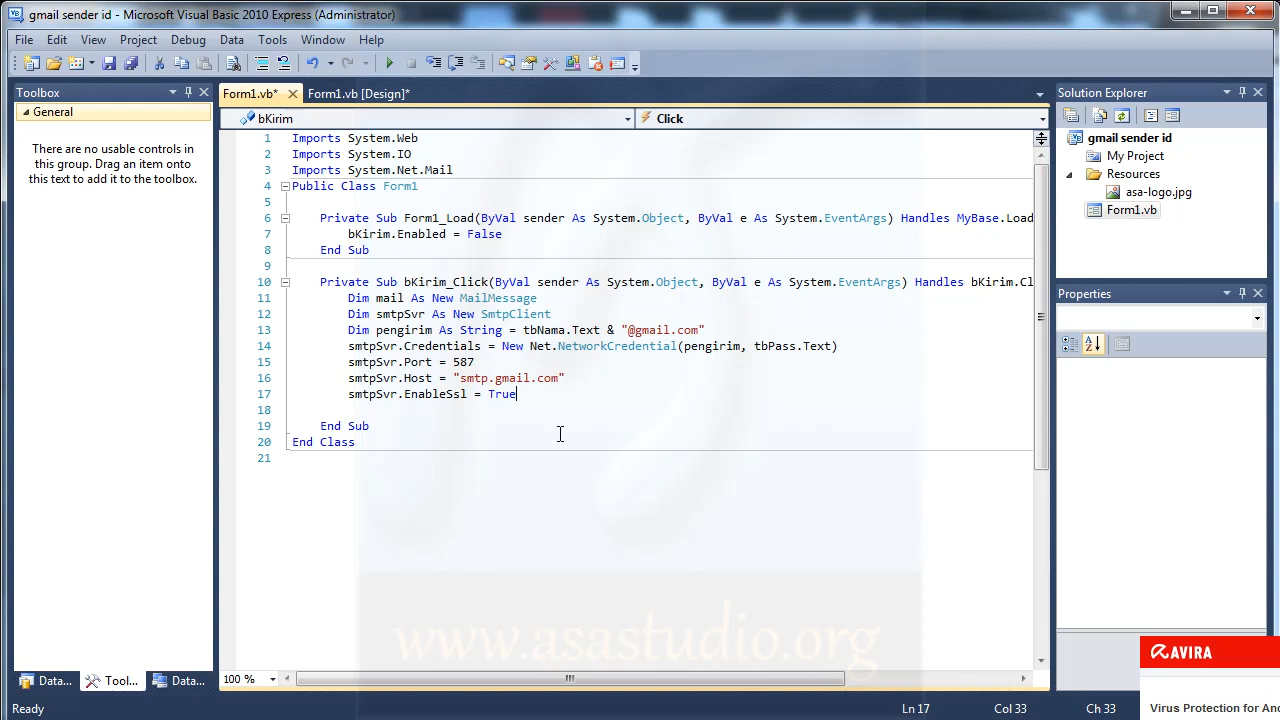 gmail sender id - Microsoft Visual Basic 2010 Express (Administrator)
File Edit View Project Debug Data Tools Window Help
Toolbox
General
There are no usable controls in
this group. Drag an item onto
this text to add it to the toolbox.
Data... Tool... Data...
Form1.vb* Form1.vb [Design]*
bKirim Click
1 Imports System.Web
2 Imports System.IO
3 Imports System.Net.Mail
4 Public Class Form1
5
6 Private Sub Form1_Load(ByVal sender As System.Object, ByVal e As System.EventArgs) Handles MyBase.Load
7 bKirim.Enabled = False
8 End Sub
9
10 Private Sub bKirim_Click(ByVal sender As System.Object, ByVal e As System.EventArgs) Handles bKirim.Cl
11 Dim mail As New MailMessage
12 Dim smtpSvr As New SmtpClient
13 Dim pengirim As String = tbNama.Text & "@gmail.com"
14 smtpSvr.Credentials = New Net.NetworkCredential(pengirim, tbPass.Text)
15 smtpSvr.Port = 587
16 smtpSvr.Host = "smtp.gmail.com"
17 smtpSvr.EnableSsl = True
18
19 End Sub
20 End Class
21
www.asastudio.org
100 %
Solution Explorer
gmail sender id
My Project
Resources
asa-logo.jpg
Form1.vb
Properties
AVIRA
Virus Protection for And
Ready Ln 17 Col 33 Ch 33